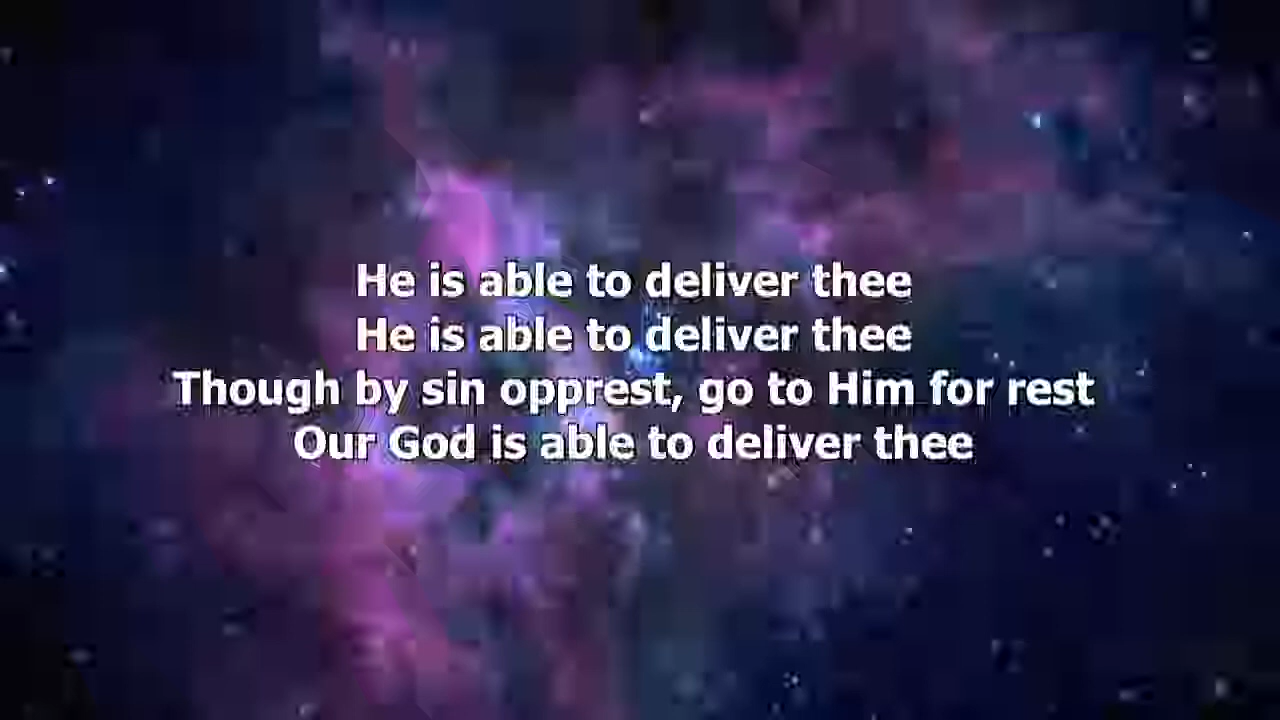 He is able to deliver thee
He is able to deliver thee
Though by sin opprest, go to Him for rest
Our God is able to deliver thee